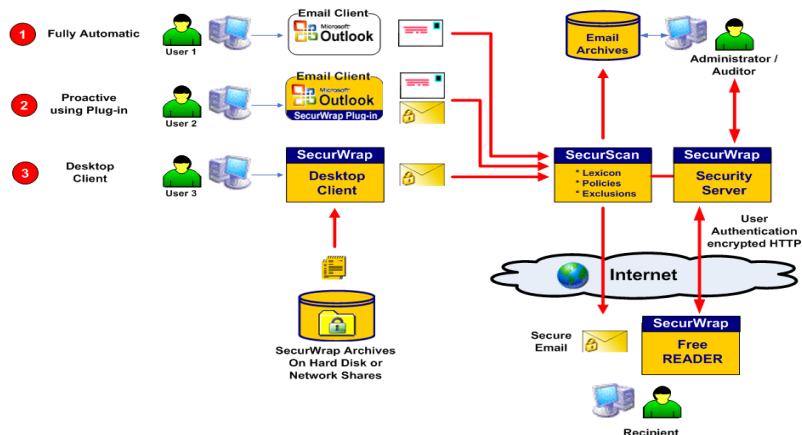 1
Fully Automatic
User 1
Email Client
Microsoft
Outlook
Email
Archives
Administrator /
Auditor
2
Proactive
using Plug-in
User 2
Email Client
Microsoft
Outlook
SecurWrap Plug-in
3
Desktop
Client
User 3
SecurWrap
Desktop
Client
SecurScan
* Lexicon
* Policies
* Exclusions
SecurWrap
Security
Server
User
Authentication
encrypted HTTP
Internet
SecurWrap Archives
On Hard Disk or
Network Shares
Secure
Email
SecurWrap
Free
READER
Recipient